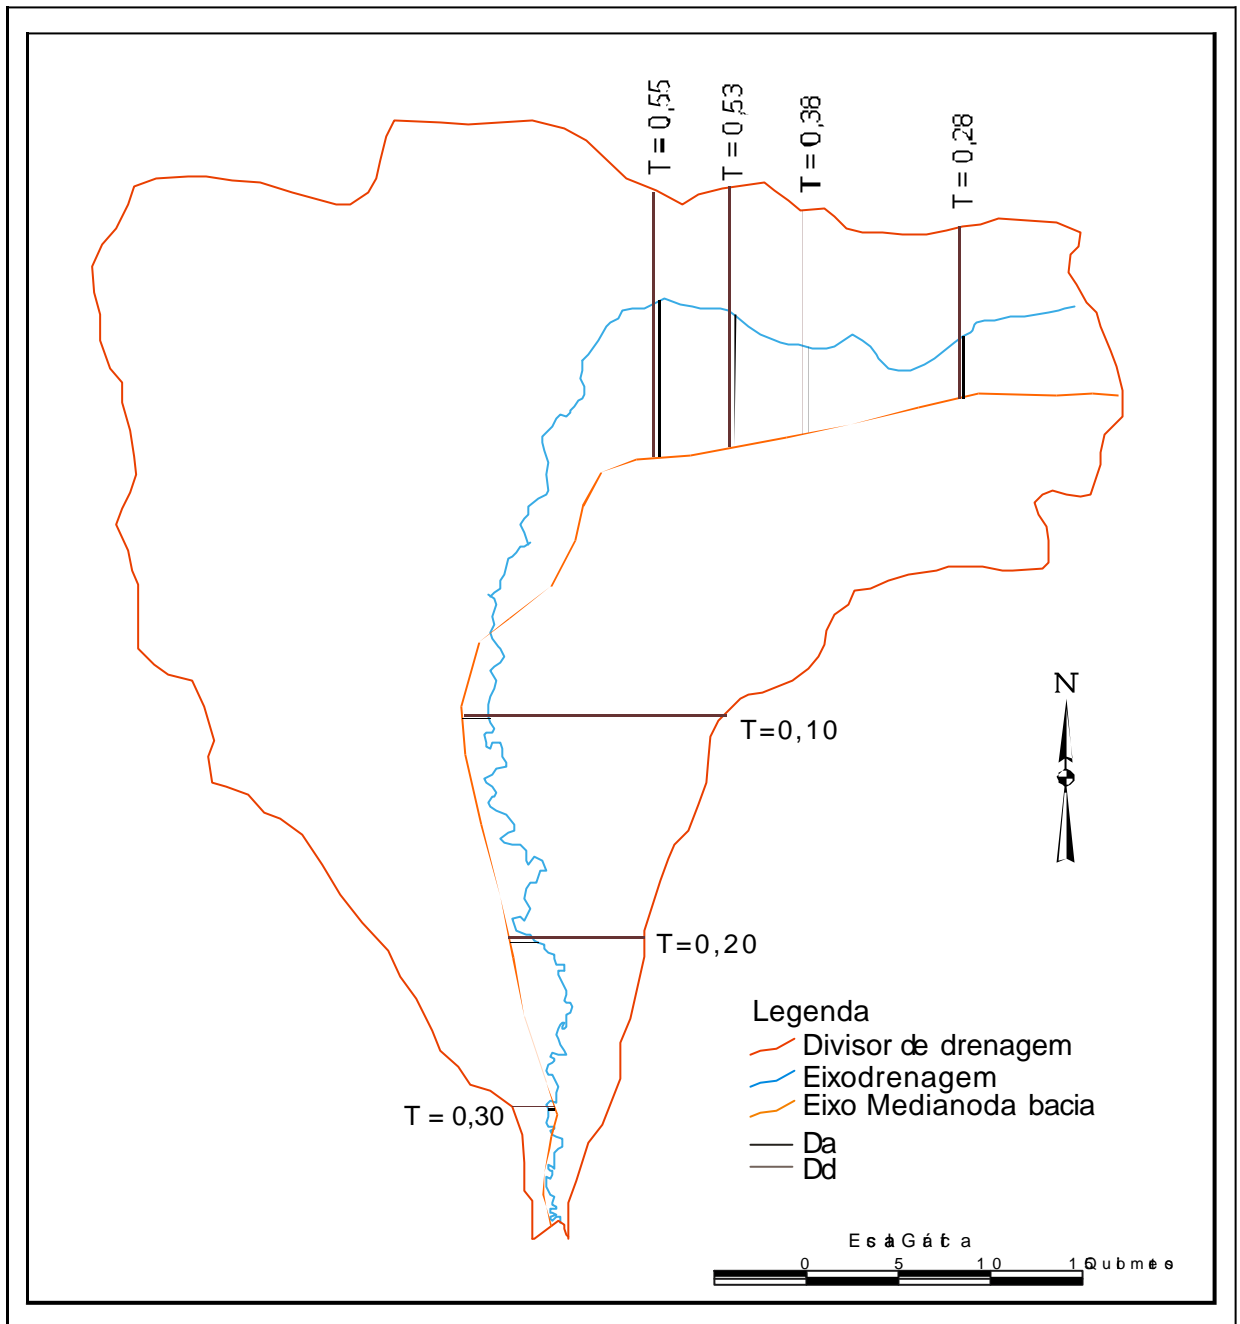 T = 0,55
T = 0,53
T = 0,38
T = 0,28
N
T=0,10
T=0,20
T = 0,30
Legenda
Divisor de drenagem
Eixodrenagem
Eixo Medianoda bacia
Da
Dd
0 5 10 15